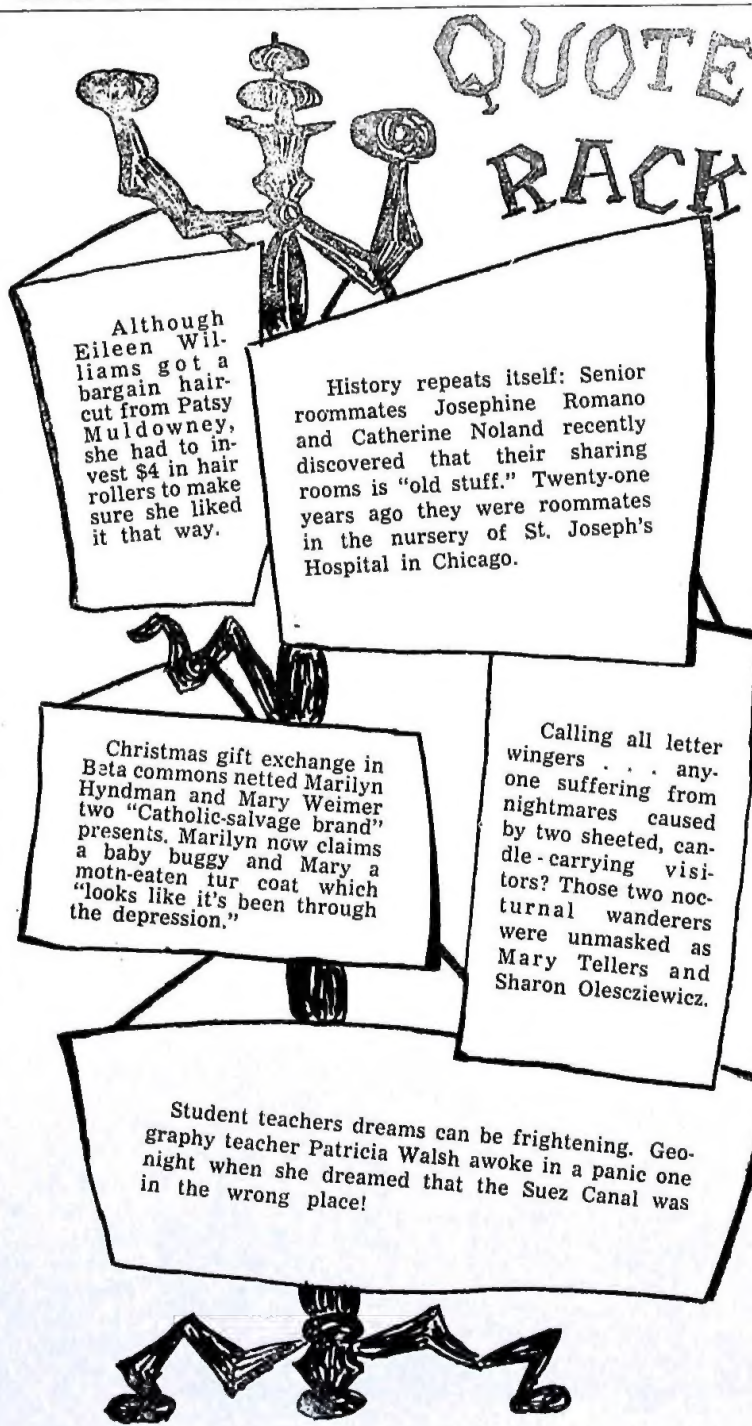 QUOTE
RACK
Although
Eileen Wil-
liams got a
bargain hair-
cut from Patsy
Muldowney,
she had to in-
vest $4 in hair
rollers to make
sure she liked
it that way.
History repeats itself: Senior
roommates Josephine Romano
and Catherine Noland recently
discovered that their sharing
rooms is "old stuff." Twenty-one
years ago they were roommates
in the nursery of St. Joseph's
Hospital in Chicago.
Christmas gift exchange in
Beta commons netted Marilyn
Hyndman and Mary Weimer
two "Catholic-salvage brand"
presents. Marilyn now claims
a baby buggy and Mary a
moth-eaten fur coat which
"looks like it's been through
the depression."
Calling all letter
wingers . . . any-
one suffering from
nightmares caused
by two sheeted, can-
dle-carrying visi-
tors? Those two noc-
turnal wanderers
were unmasked as
Mary Tellers and
Sharon Olescziewicz.
Student teachers dreams can be frightening. Geo-
graphy teacher Patricia Walsh awoke in a panic one
night when she dreamed that the Suez Canal was
in the wrong place!